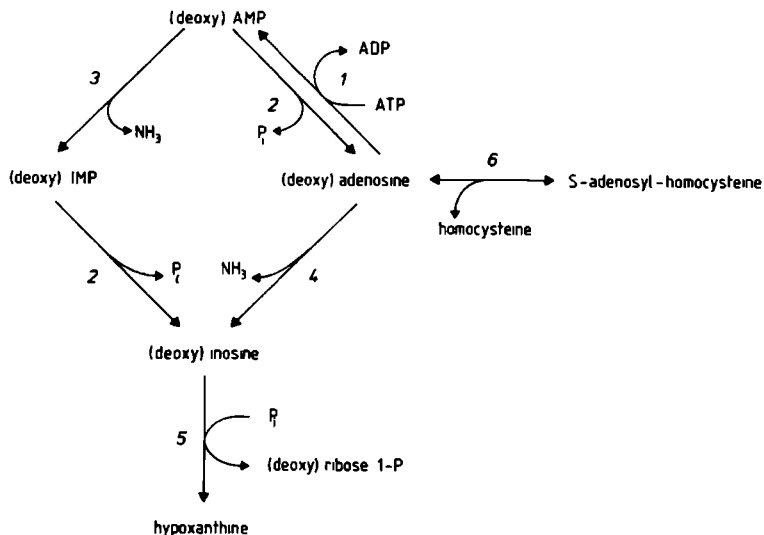 (deoxy) AMP
ADP
3
1
2
ATP
NH3
Pi
6
(deoxy) IMP
(deoxy) adenosine
S-adenosyl-homocysteine
homocysteine
Pi
NH3
2
4
(deoxy) inosine
Pi
5
(deoxy) ribose 1-P
hypoxanthine